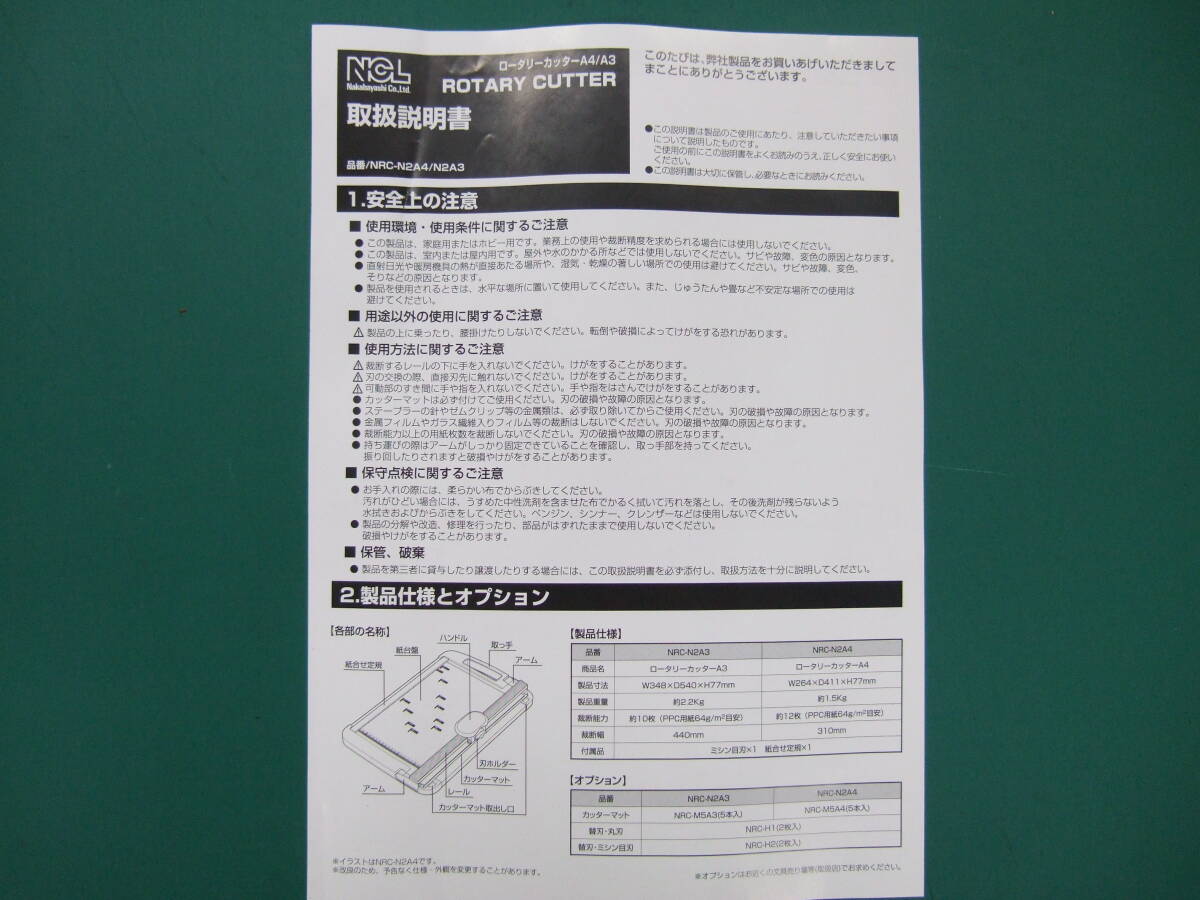 NCL
Nakabayashi Co.,Ltd.
ロータリーカッターA4/A3
ROTARY CUTTER
取扱説明書
品番/NRC-N2A4/N2A3
このたびは、弊社製品をお買いあげいただきまして
まことにありがとうございます。
●この説明書は製品のご使用にあたり、注意していただきたい事項
について説明したものです。
ご使用の前にこの説明書をよくお読みのうえ、正しく安全にお使い
ください。
●この説明書は大切に保管し、必要なときにお読みください。
1.安全上の注意
■ 使用環境・使用条件に関するご注意
● この製品は、家庭用またはホビー用です。業務上の使用や裁断精度を求められる場合には使用しないでください。
● この製品は、室内または屋内用です。屋外や水のかかる所などでは使用しないでください。サビや故障、変色の原因となります。
● 直射日光や暖房機具の熱が直接あたる場所や、湿気・乾燥の著しい場所での使用は避けてください。サビや故障、変色、
そりなどの原因となります。
● 製品を使用されるときは、水平な場所に置いて使用してください。また、じゅうたんや畳など不安定な場所での使用は
避けてください。
■ 用途以外の使用に関するご注意
⚠ 製品の上に乗ったり、腰掛けたりしないでください。転倒や破損によってけがをする恐れがあります。
■ 使用方法に関するご注意
⚠ 裁断するレールの下に手を入れないでください。けがをすることがあります。
⚠ 刃の交換の際、直接刃先に触れないでください。けがをすることがあります。
⚠ 可動部のすき間に手や指を入れないでください。手や指をはさんでけがをすることがあります。
● カッターマットは必ず付けてご使用ください。刃の破損や故障の原因となります。
● ステープラーの針やゼムクリップ等の金属類は、必ず取り除いてからご使用ください。刃の破損や故障の原因となります。
● 金属フィルムやガラス繊維入りフィルム等の裁断はしないでください。刃の破損や故障の原因となります。
● 裁断能力以上の用紙枚数を裁断しないでください。刃の破損や故障の原因となります。
● 持ち運びの際はアームがしっかり固定できていることを確認し、取っ手部を持ってください。
振り回したりされますと破損やけがをすることがあります。
■ 保守点検に関するご注意
● お手入れの際には、柔らかい布でからぶきしてください。
汚れがひどい場合には、うすめた中性洗剤を含ませた布でかるく拭いて汚れを落とし、その後洗剤が残らないよう
水拭きおよびからぶきをしてください。ベンジン、シンナー、クレンザーなどは使用しないでください。
● 製品の分解や改造、修理を行ったり、部品がはずれたままで使用しないでください。
破損やけがをすることがあります。
■ 保管、破棄
● 製品を第三者に貸与したり譲渡したりする場合には、この取扱説明書を必ず添付し、取扱方法を十分に説明してください。
2.製品仕様とオプション
【各部の名称】
ハンドル
取っ手
紙台盤
アーム
紙合せ定規
刃ホルダー
カッターマット
アーム
レール
カッターマット取出し口
※イラストはNRC-N2A4です。
※改良のため、予告なく仕様・外観を変更することがあります。
【製品仕様】
品番 NRC-N2A3 NRC-N2A4
商品名 ロータリーカッターA3 ロータリーカッターA4
製品寸法 W348×D540×H77mm W264×D411×H77mm
製品重量 約2.2Kg 約1.5Kg
裁断能力 約10枚（PPC用紙64g/m²目安） 約12枚（PPC用紙64g/m²目安）
裁断幅 440mm 310mm
付属品 ミシン目刃×1 紙合せ定規×1
【オプション】
品番 NRC-N2A3 NRC-N2A4
カッターマット NRC-M5A3(5本入) NRC-M5A4(5本入)
替刃・丸刃 NRC-H1(2枚入)
替刃・ミシン目刃 NRC-H2(2枚入)
※オプションはお近くの文具売り場等(取扱店)でお求めください。